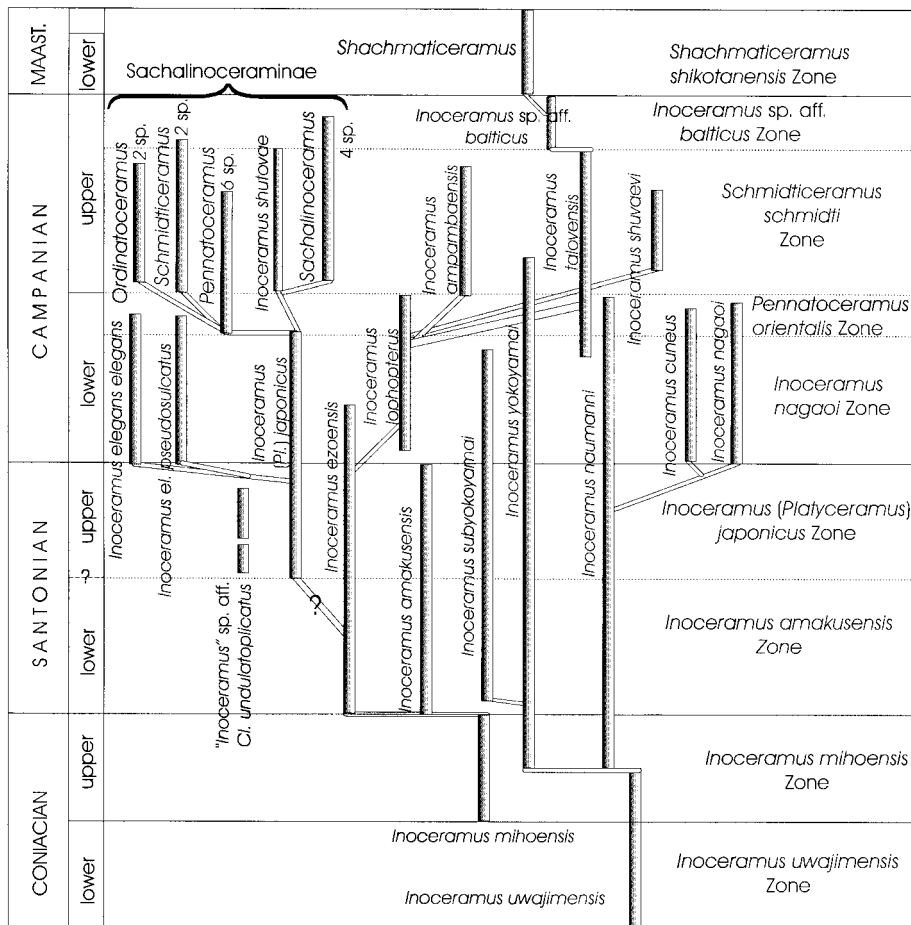 MAAST.
lower
CAMPANIAN
upper
lower
SANTONIAN
upper
-?-
lower
CONIACIAN
upper
lower
Sachalinoceraminae
Shachmaticeramus
Shachmaticeramus
shikotanensis Zone
Inoceramus sp. aff.
balticus
Inoceramus sp. aff.
balticus Zone
Ordinatoceramus
2 sp.
Schmidticeramus
2 sp.
Pennatoceramus
6 sp.
Inoceramus shutovae
Sachalinoceramus
4 sp.
Inoceramus
ampambaensis
Inoceramus
talovensis
Inoceramus shuvaevi
Schmidticeramus
schmidti
Zone
Pennatoceramus
orientalis Zone
Inoceramus elegans elegans
Inoceramus el. pseudosulcatus
Inoceramus
(Pl.) japonicus
Inoceramus ezoensis
Inoceramus
lophopterus
Inoceramus amakusensis
Inoceramus subyokoyamai
Inoceramus yokoyamai
Inoceramus naumanni
Inoceramus cuneus
Inoceramus nagaoi
Inoceramus
nagaoi Zone
Inoceramus (Platyceramus)
japonicus Zone
"Inoceramus" sp. aff.
Cl. undulatoplicatus
?
Inoceramus amakusensis
Zone
Inoceramus mihoensis
Zone
Inoceramus mihoensis
Inoceramus uwajimensis
Inoceramus uwajimensis
Zone